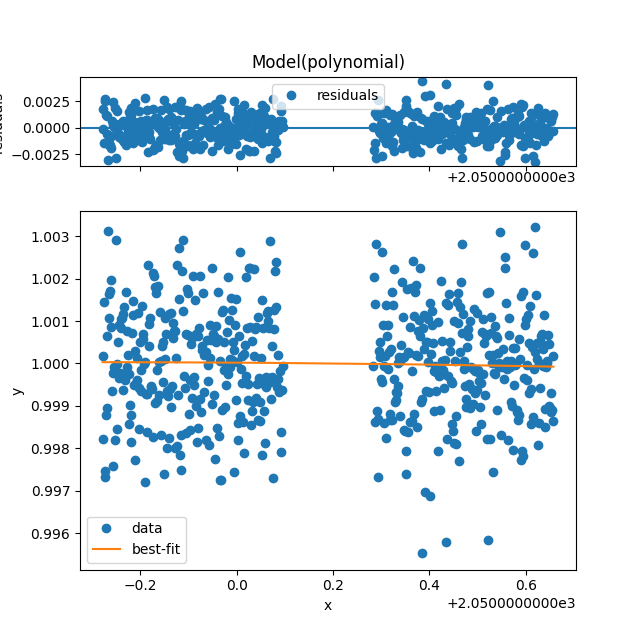 Model(polynomial)
residuals
0.0025
0.0000
−0.0025
+2.0500000000e3
1.003
1.002
1.001
1.000
0.999
0.998
0.997
0.996
y
data
best-fit
−0.2
0.0
0.2
0.4
0.6
x
+2.0500000000e3